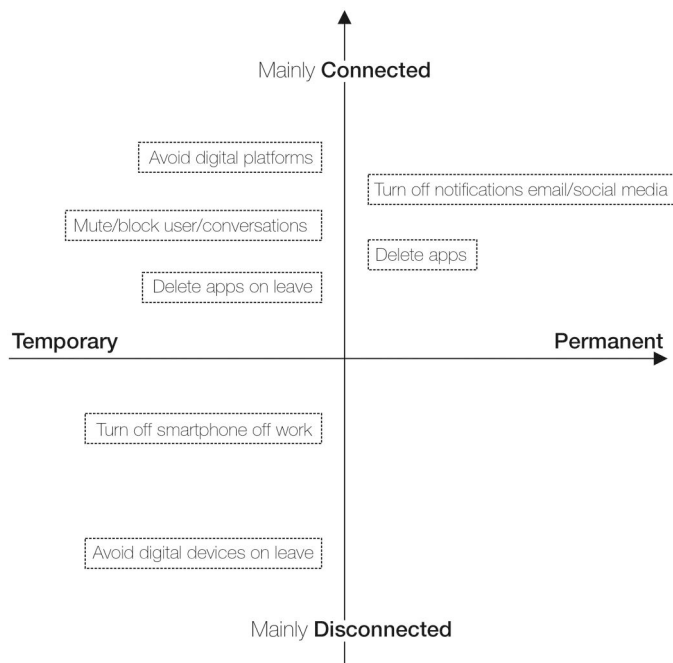 Mainly Connected
Avoid digital platforms
Turn off notifications email/social media
Mute/block user/conversations
Delete apps
Delete apps on leave
Temporary
Permanent
Turn off smartphone off work
Avoid digital devices on leave
Mainly Disconnected